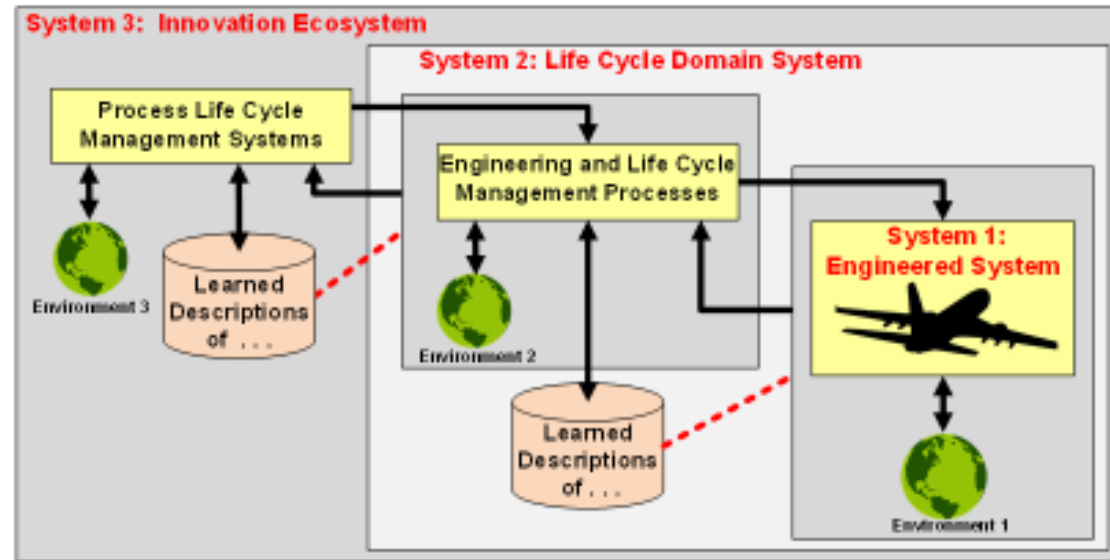 System 3: Innovation Ecosystem
System 2: Life Cycle Domain System
Process Life Cycle
Management Systems
Engineering and Life Cycle
Management Processes
System 1:
Engineered System
Environment 3
Learned
Descriptions
of . . .
Environment 2
Learned
Descriptions
of . . .
Environment 1